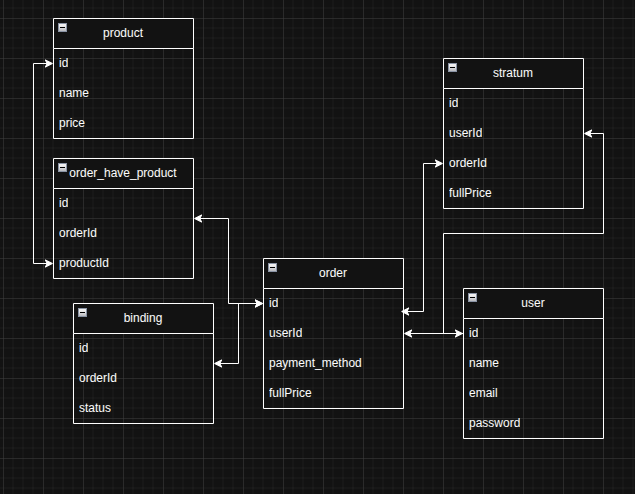 product
id
name
price
order_have_product
id
orderId
productId
binding
id
orderId
status
order
id
userId
payment_method
fullPrice
stratum
id
userId
orderId
fullPrice
user
id
name
email
password